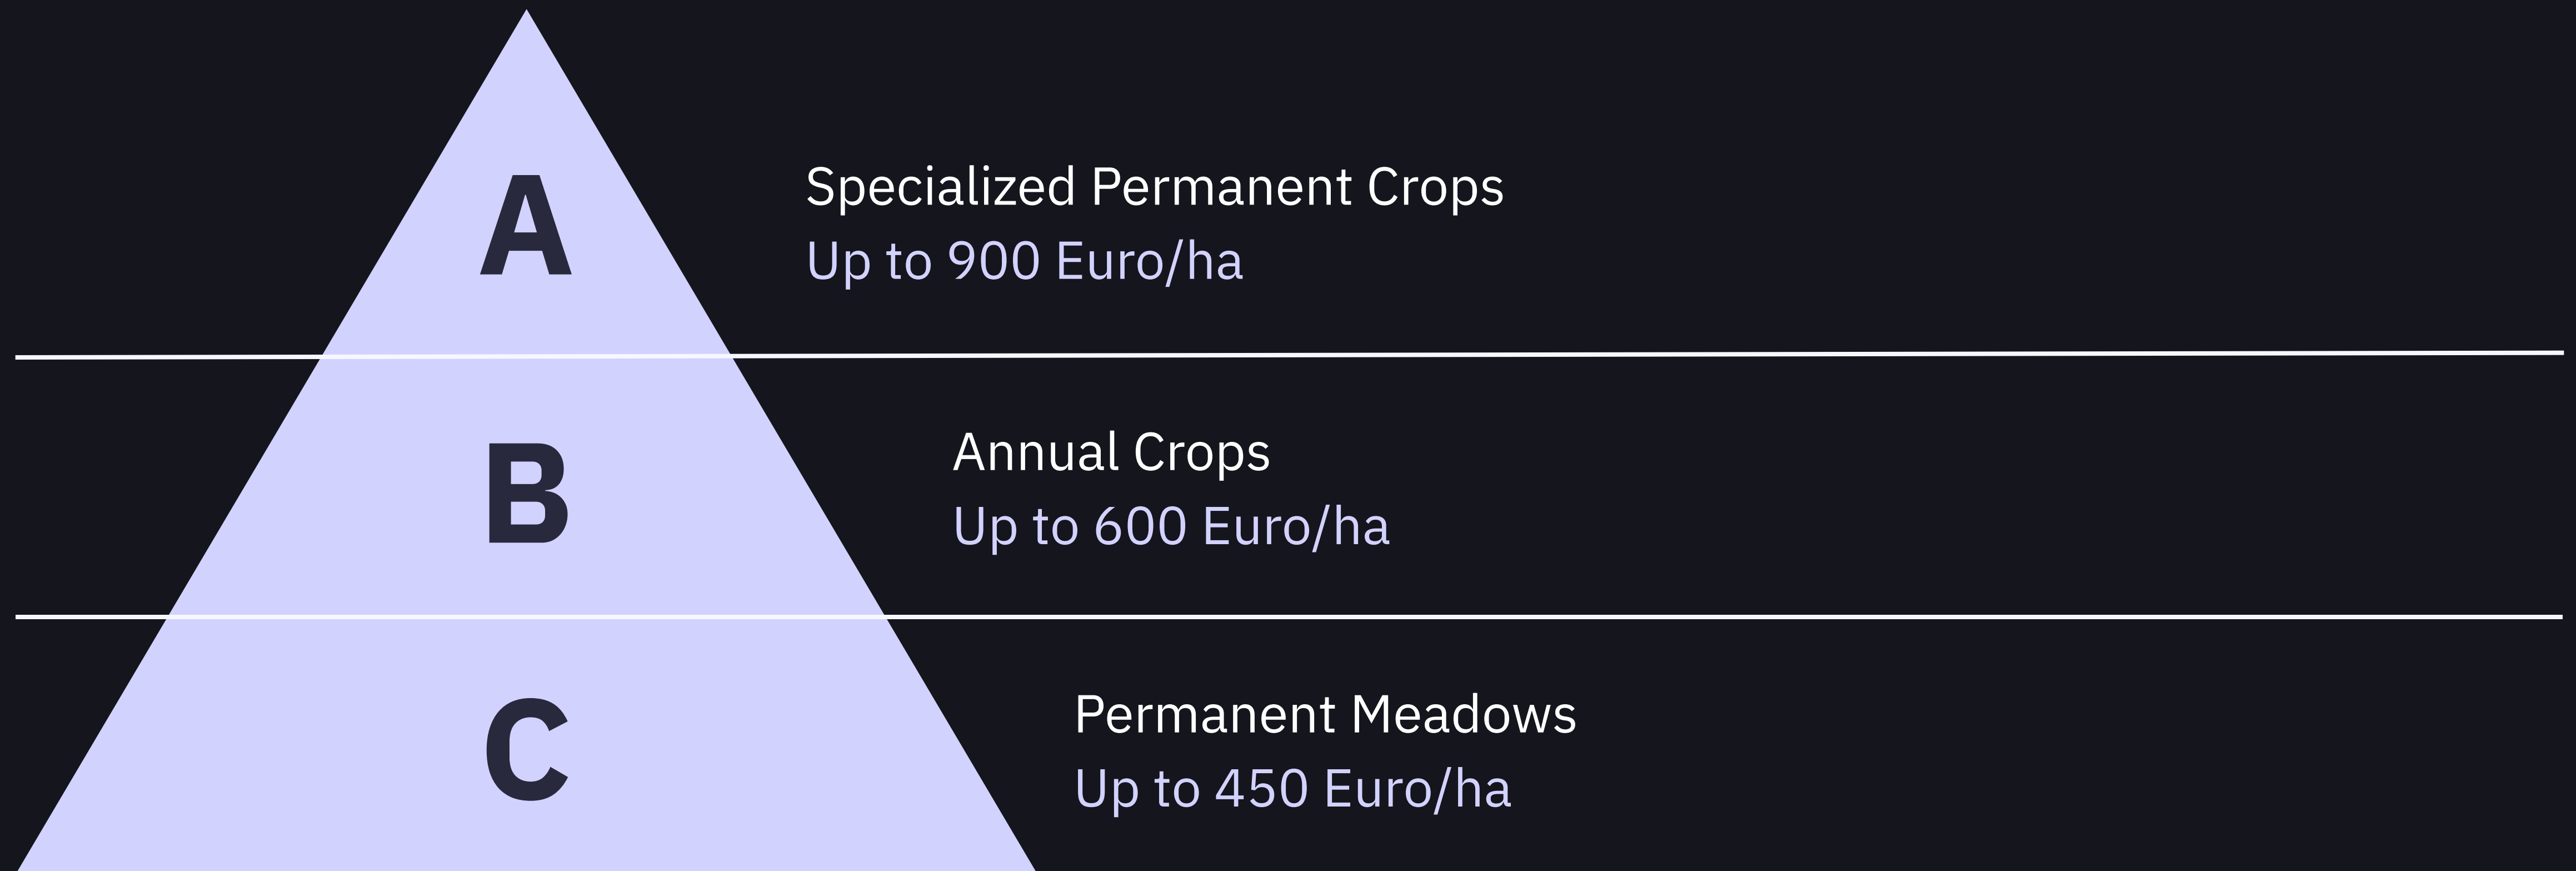 A
Specialized Permanent Crops
Up to 900 Euro/ha
B
Annual Crops
Up to 600 Euro/ha
C
Permanent Meadows
Up to 450 Euro/ha